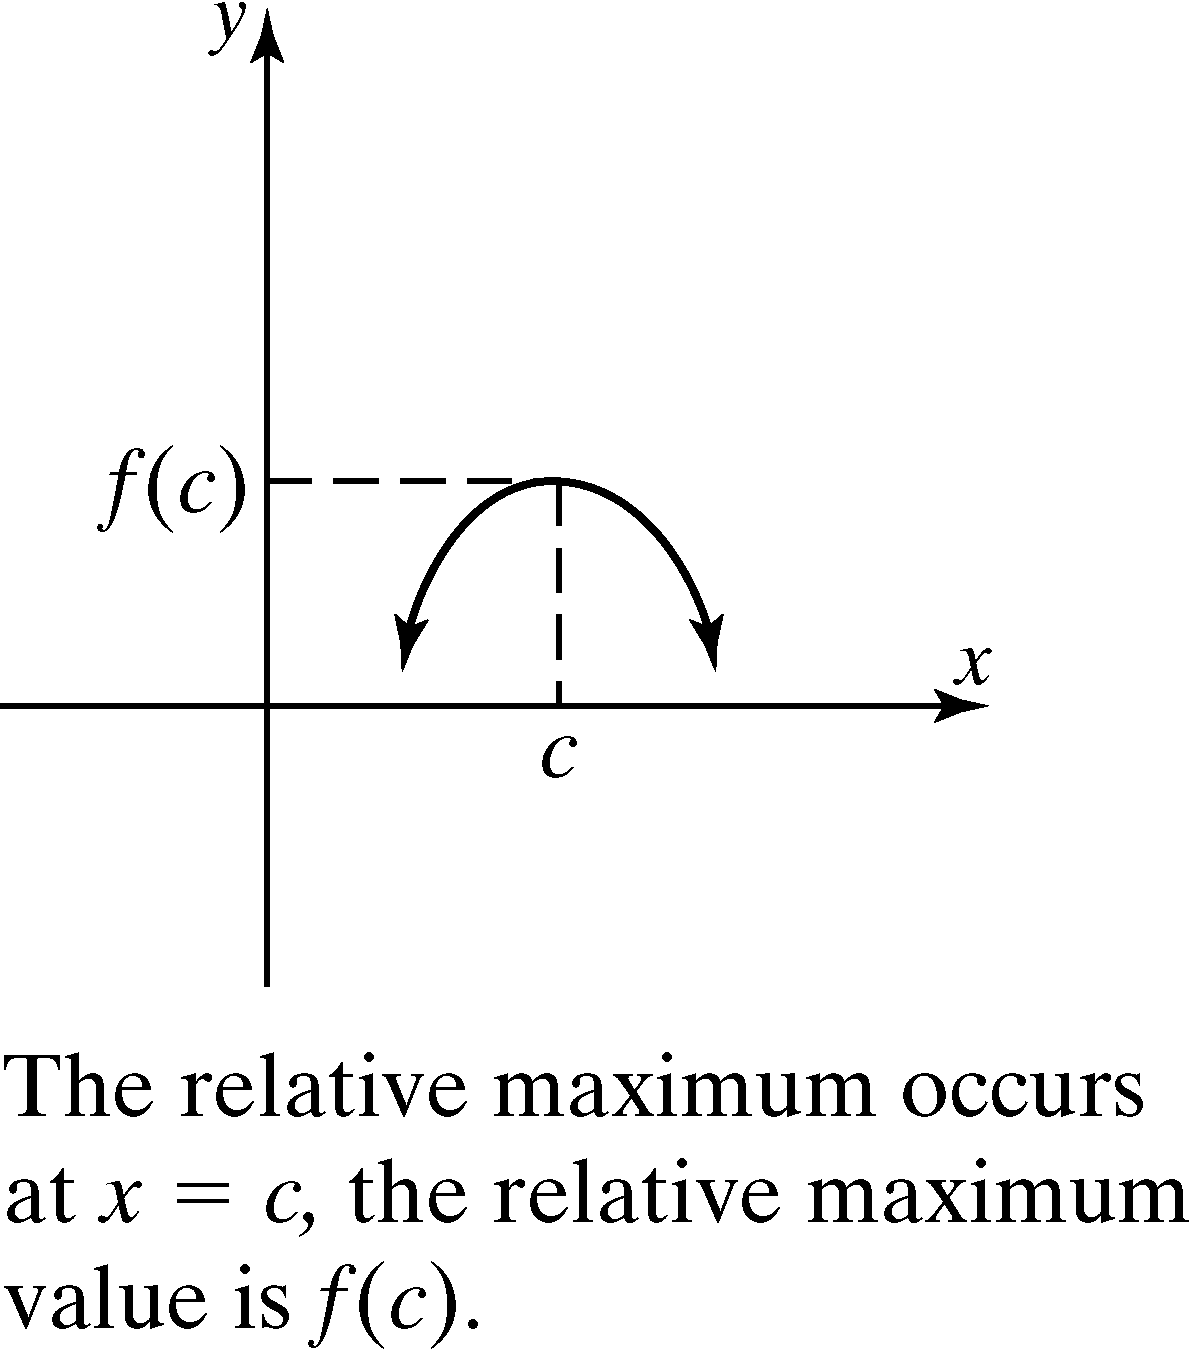 y
f(c)
x
c
The relative maximum occurs
at x = c, the relative maximum
value is f(c).